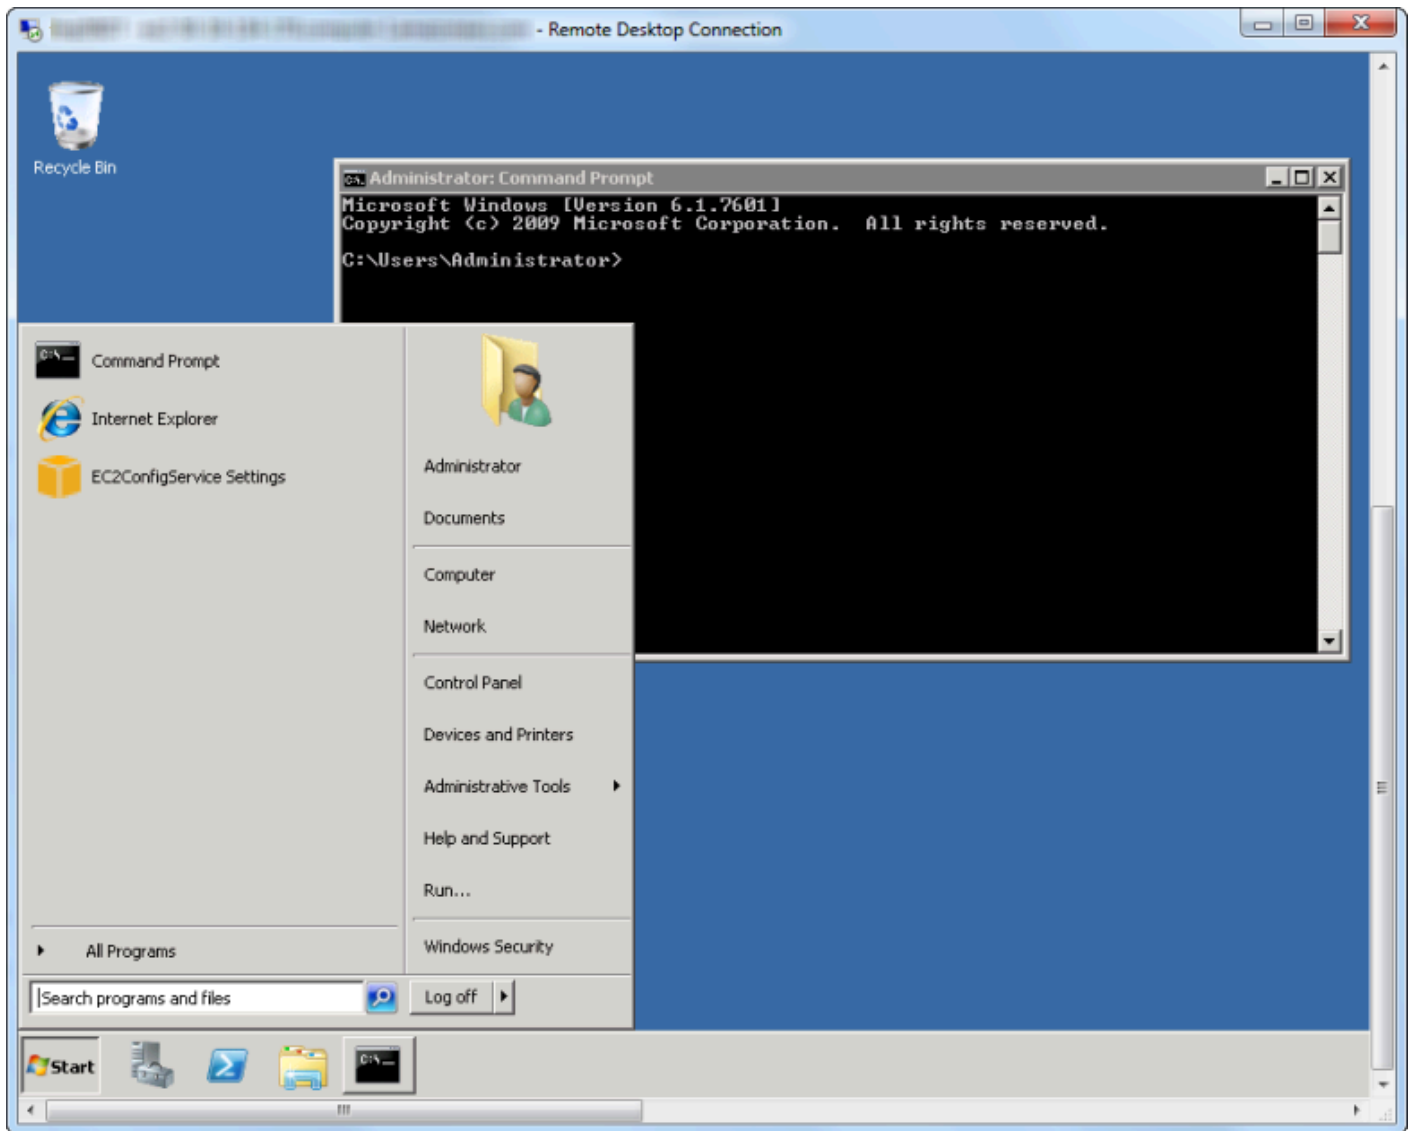 - Remote Desktop Connection
Recycle Bin
Administrator: Command Prompt
Microsoft Windows [Version 6.1.7601]
Copyright (c) 2009 Microsoft Corporation.  All rights reserved.
C:\Users\Administrator>
Command Prompt
Internet Explorer
EC2ConfigService Settings
All Programs
Search programs and files
Administrator
Documents
Computer
Network
Control Panel
Devices and Printers
Administrative Tools
Help and Support
Run...
Windows Security
Log off
Start